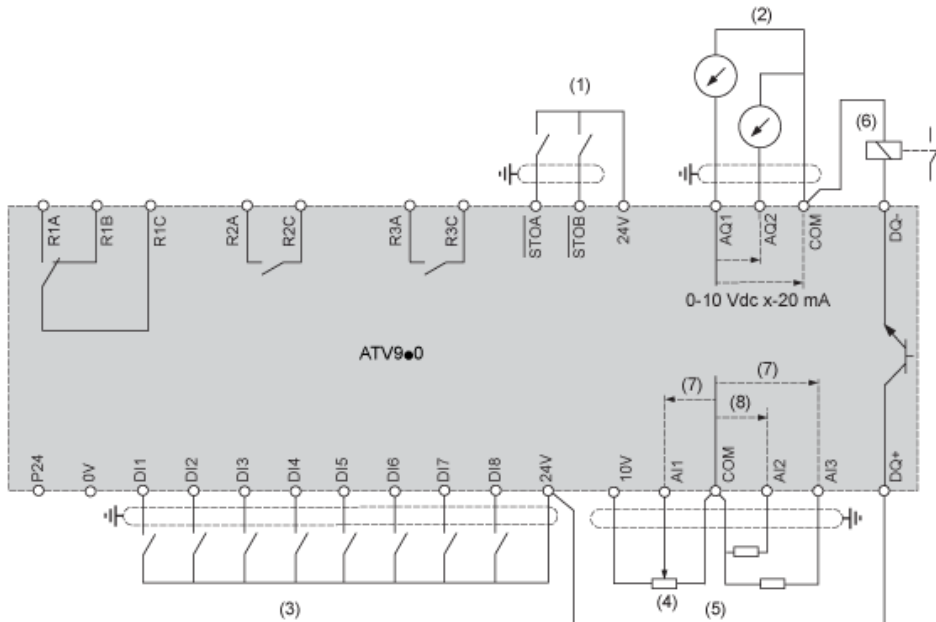 (2)
(1)
(6)
R1A R1B R1C R2A R2C R3A R3C STOA STOB 24V AQ1 AQ2 COM DQ-
0-10 Vdc x-20 mA
ATV9●0
(7)
(7)
(8)
P24 0V DI1 DI2 DI3 DI4 DI5 DI6 DI7 DI8 24V 10V AI1 COM AI2 AI3 DQ+
(3) (4) (5)